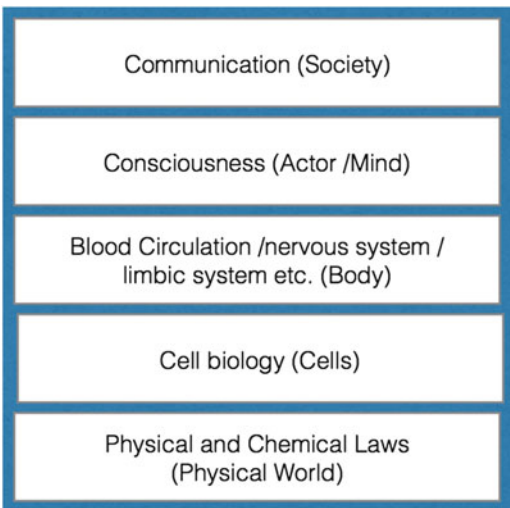 Communication (Society)
Consciousness (Actor /Mind)
Blood Circulation /nervous system /
limbic system etc. (Body)
Cell biology (Cells)
Physical and Chemical Laws
(Physical World)